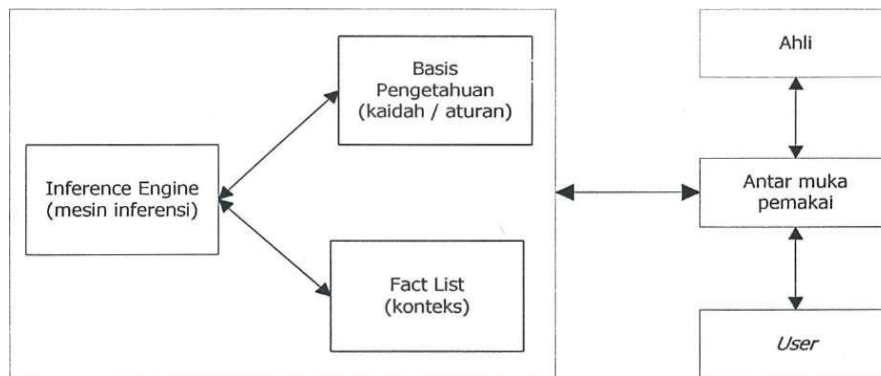 Basis
Pengetahuan
(kaidah / aturan)
Inference Engine
(mesin inferensi)
Fact List
(konteks)
Ahli
Antar muka
pemakai
User